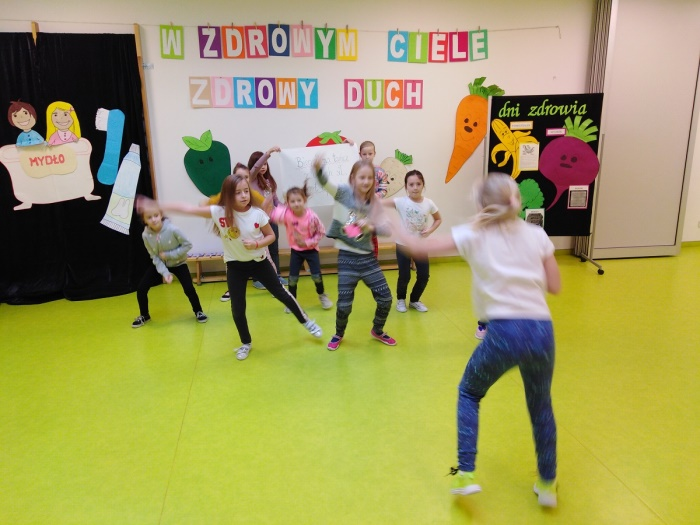 W ZDROWYM CIELE
ZDROWY DUCH
MYDŁO
dni zdrowia